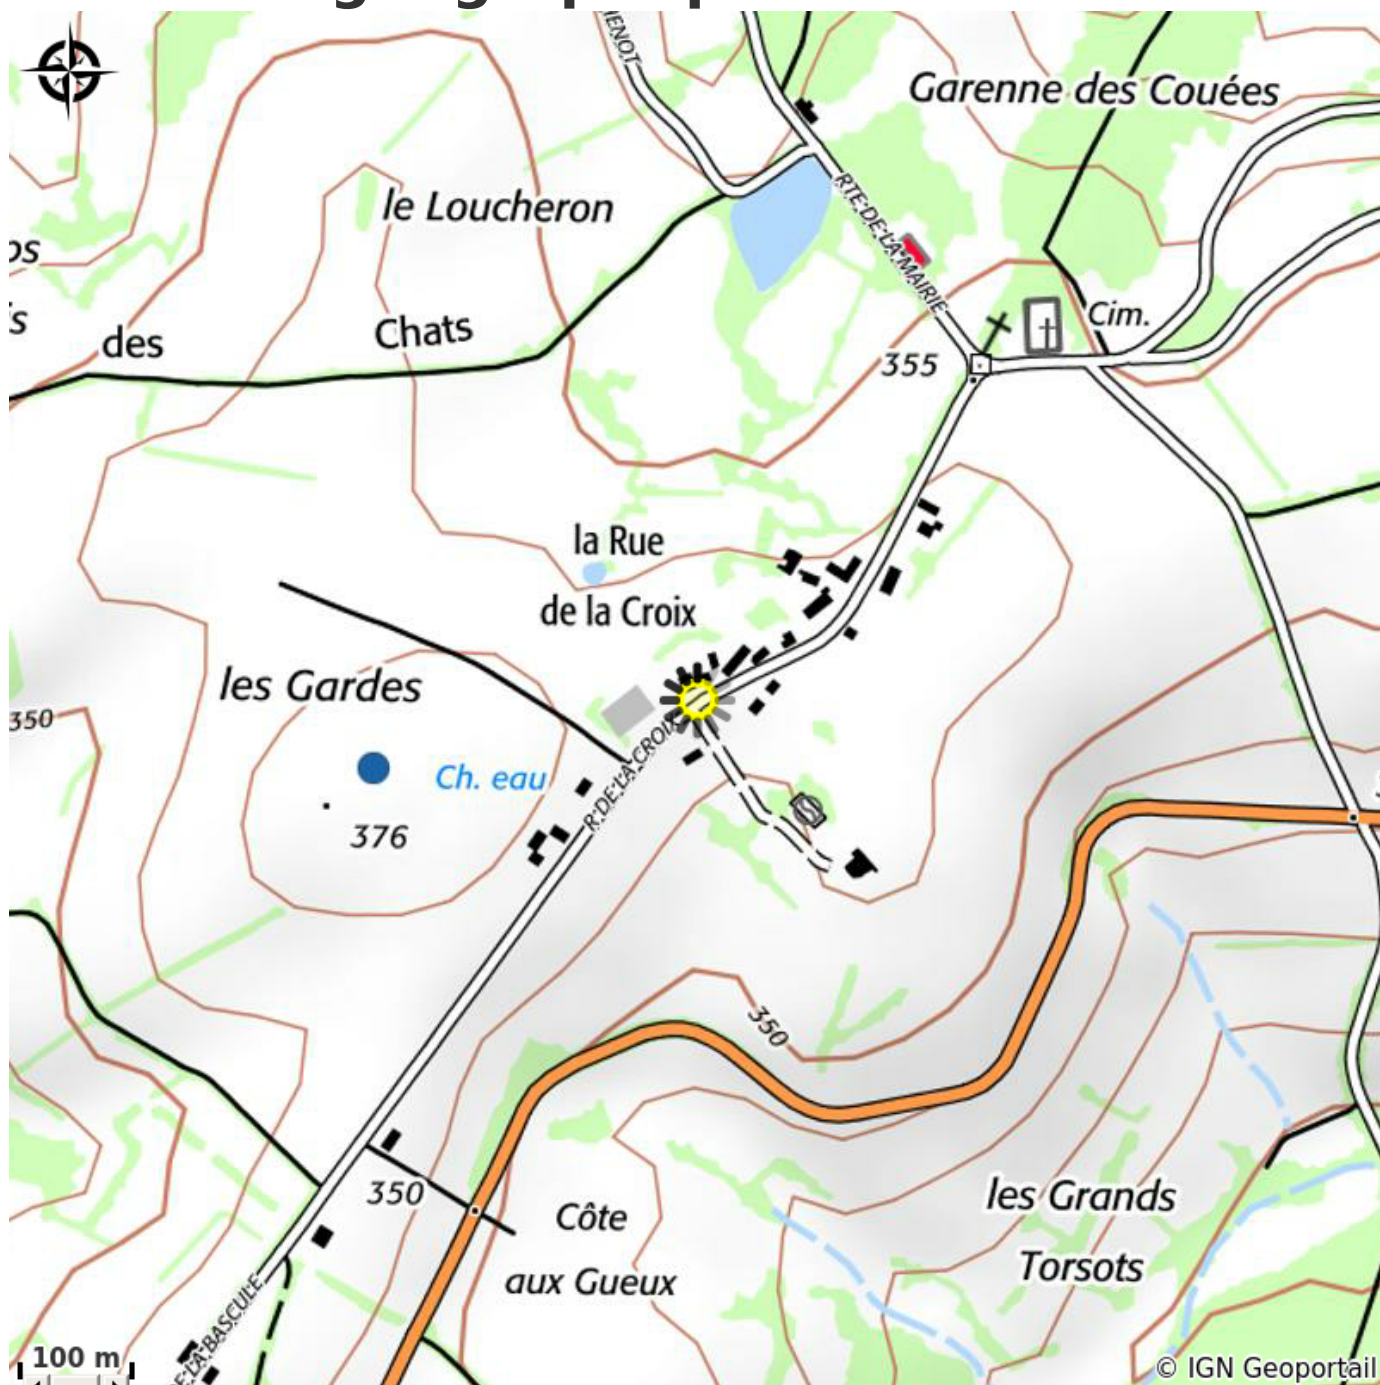 Garenne des Couées
le Loucheron
RTE-DE-LA-MAIRIE
Cim.
des
Chats
355
la Rue
de la Croix
les Gardes
350
Ch. eau
376
R-DE-LA-CROIX
350
350
Côte
aux Gueux
les Grands
Torsots
LA-BASCULE
100 m
© IGN Geoportail